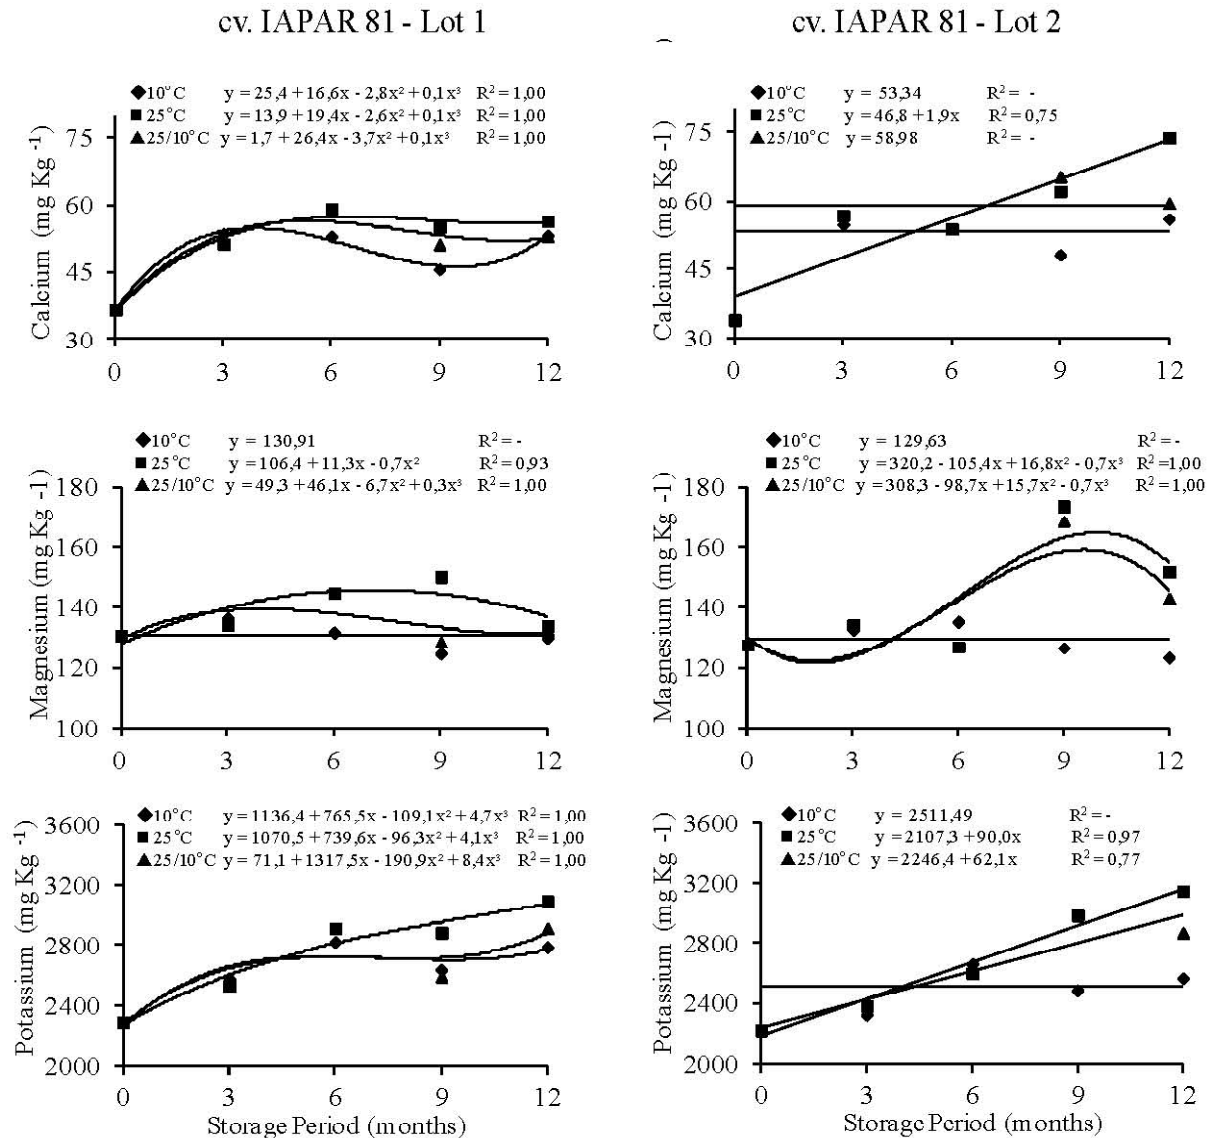 cv. IAPAR 81 - Lot 1
10°C y = 25,4 + 16,6x - 2,8x² + 0,1x³ R² = 1,00
25°C y = 13,9 + 19,4x - 2,6x² + 0,1x³ R² = 1,00
25/10°C y = 1,7 + 26,4x - 3,7x² + 0,1x³ R² = 1,00
Calcium (mg Kg -1)
75
60
45
30
0 3 6 9 12
cv. IAPAR 81 - Lot 2
)
10°C y = 53,34 R² = -
25°C y = 46,8 + 1,9x R² = 0,75
25/10°C y = 58,98 R² = -
Calcium (mg Kg -1)
75
60
45
30
0 3 6 9 12
10°C y = 130,91 R² = -
25°C y = 106,4 + 11,3x - 0,7x² R² = 0,93
25/10°C y = 49,3 + 46,1x - 6,7x² + 0,3x³ R² = 1,00
Magnesium (mg Kg -1)
180
160
140
120
100
0 3 6 9 12
10°C y = 129,63 R² = -
25°C y = 320,2 - 105,4x + 16,8x² - 0,7x³ R² = 1,00
25/10°C y = 308,3 - 98,7x + 15,7x² - 0,7x³ R² = 1,00
Magnesium (mg Kg -1)
180
160
140
120
100
0 3 6 9 12
10°C y = 1136,4 + 765,5x - 109,1x² + 4,7x³ R² = 1,00
25°C y = 1070,5 + 739,6x - 96,3x² + 4,1x³ R² = 1,00
25/10°C y = 71,1 + 1317,5x - 190,9x² + 8,4x³ R² = 1,00
Potassium (mg Kg -1)
3600
3200
2800
2400
2000
0 3 6 9 12
Storage Period (months)
10°C y = 2511,49 R² = -
25°C y = 2107,3 + 90,0x R² = 0,97
25/10°C y = 2246,4 + 62,1x R² = 0,77
Potassium (mg Kg -1)
3600
3200
2800
2400
2000
0 3 6 9 12
Storage Period (months)